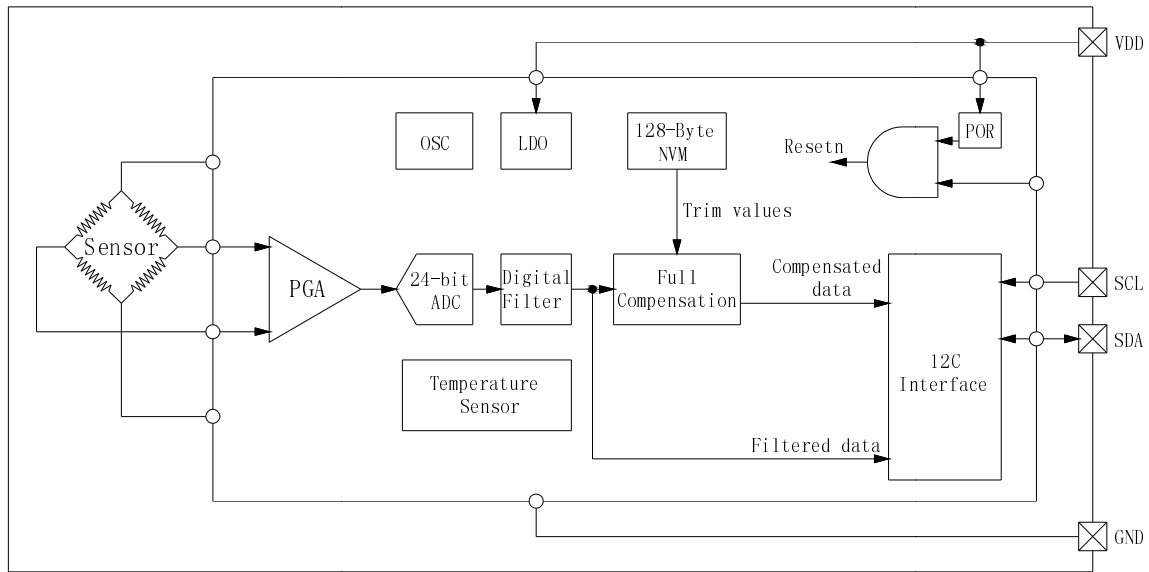 VDD
OSC
LDO
128-Byte
NVM
POR
Resetn
Trim values
Sensor
PGA
24-bit
ADC
Digital
Filter
Full
Compensation
Compensated
data
SCL
SDA
12C
Interface
Temperature
Sensor
Filtered data
GND